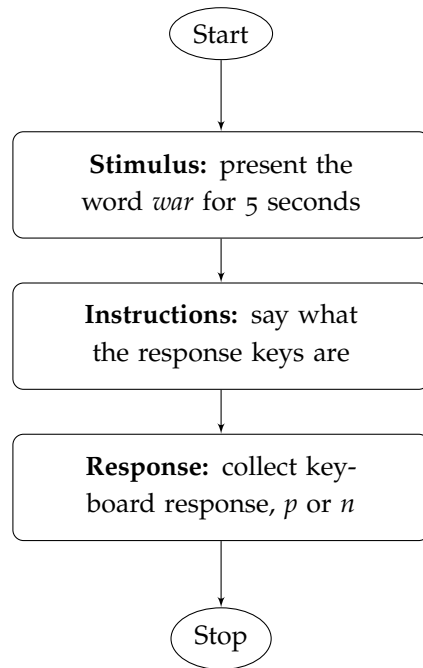 Start
Stimulus: present the
word war for 5 seconds
Instructions: say what
the response keys are
Response: collect key-
board response, p or n
Stop